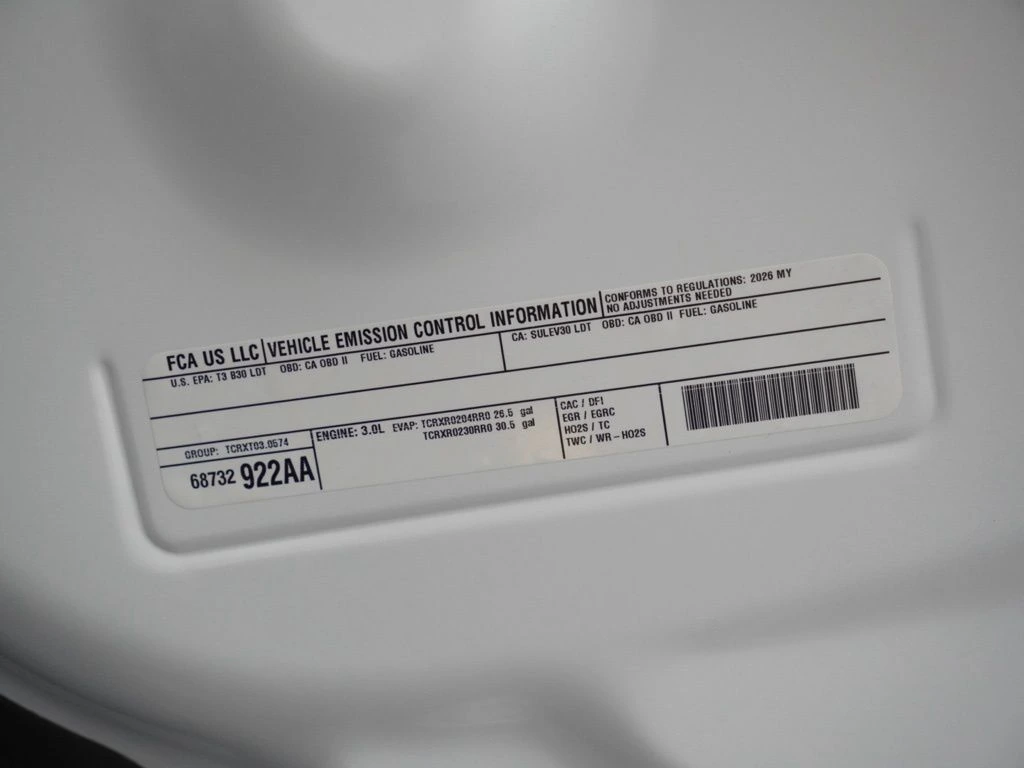 FCA US LLC VEHICLE EMISSION CONTROL INFORMATION
CONFORMS TO REGULATIONS: 2026 MY
NO ADJUSTMENTS NEEDED
U.S. EPA: T3 B30 LDT OBD: CA OBD II FUEL: GASOLINE
CA: SULEV30 LDT OBD: CA OBD II FUEL: GASOLINE
GROUP: TCRXT03.0574
68732 922AA
ENGINE: 3.0L EVAP: TCRXR0204RR0 26.5 gal
TCRXR0230RR0 30.5 gal
CAC / DFI
EGR / EGRC
HO2S / TC
TWC / WR-HO2S